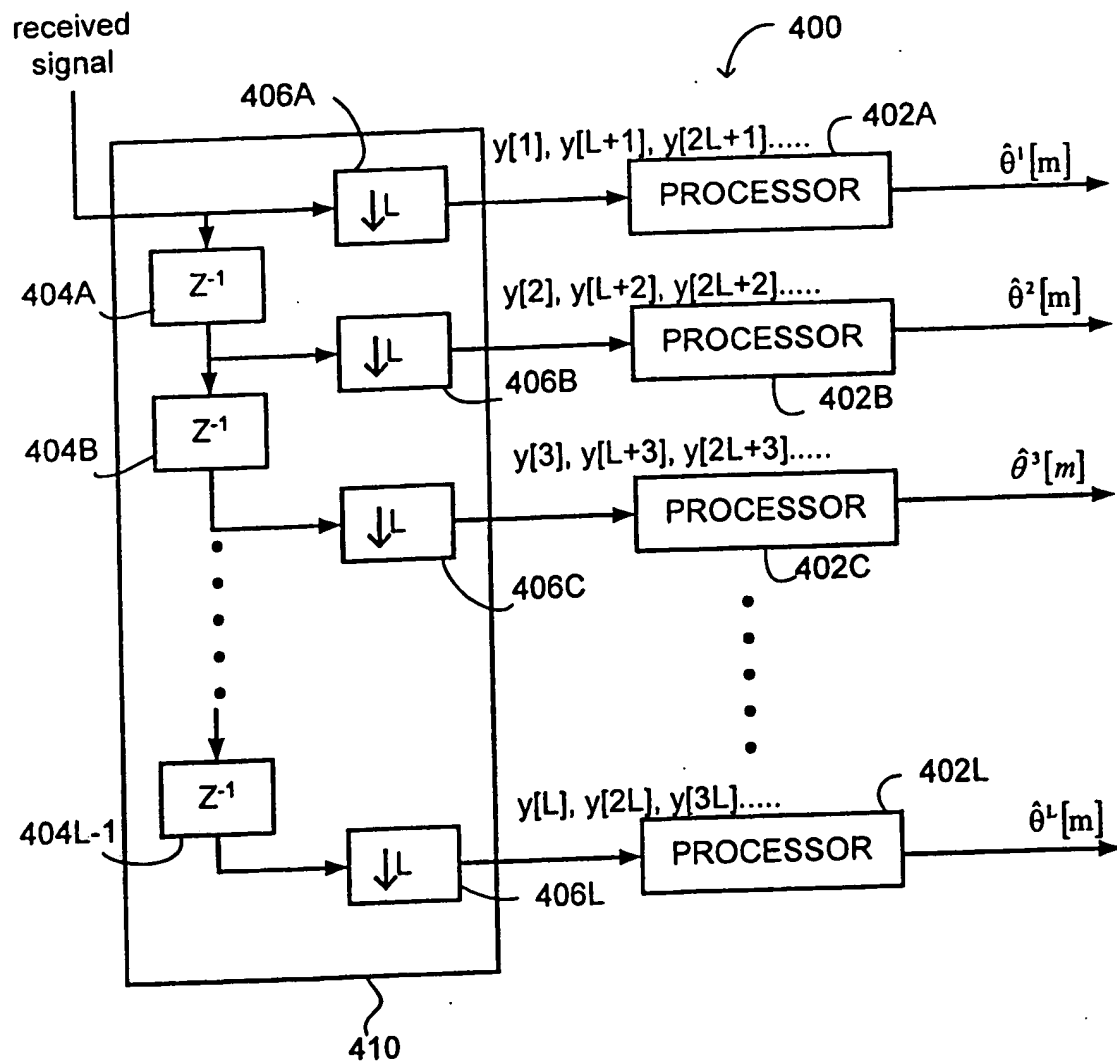 received
signal
400
406A
402A
y[1], y[L+1], y[2L+1].....
↓L
PROCESSOR
θ̂¹[m]
Z⁻¹
404A
y[2], y[L+2], y[2L+2].....
↓L
PROCESSOR
θ̂²[m]
406B
402B
Z⁻¹
404B
y[3], y[L+3], y[2L+3].....
↓L
PROCESSOR
θ̂³[m]
406C
402C
Z⁻¹
404L-1
y[L], y[2L], y[3L].....
402L
↓L
PROCESSOR
θ̂ᴸ[m]
406L
410